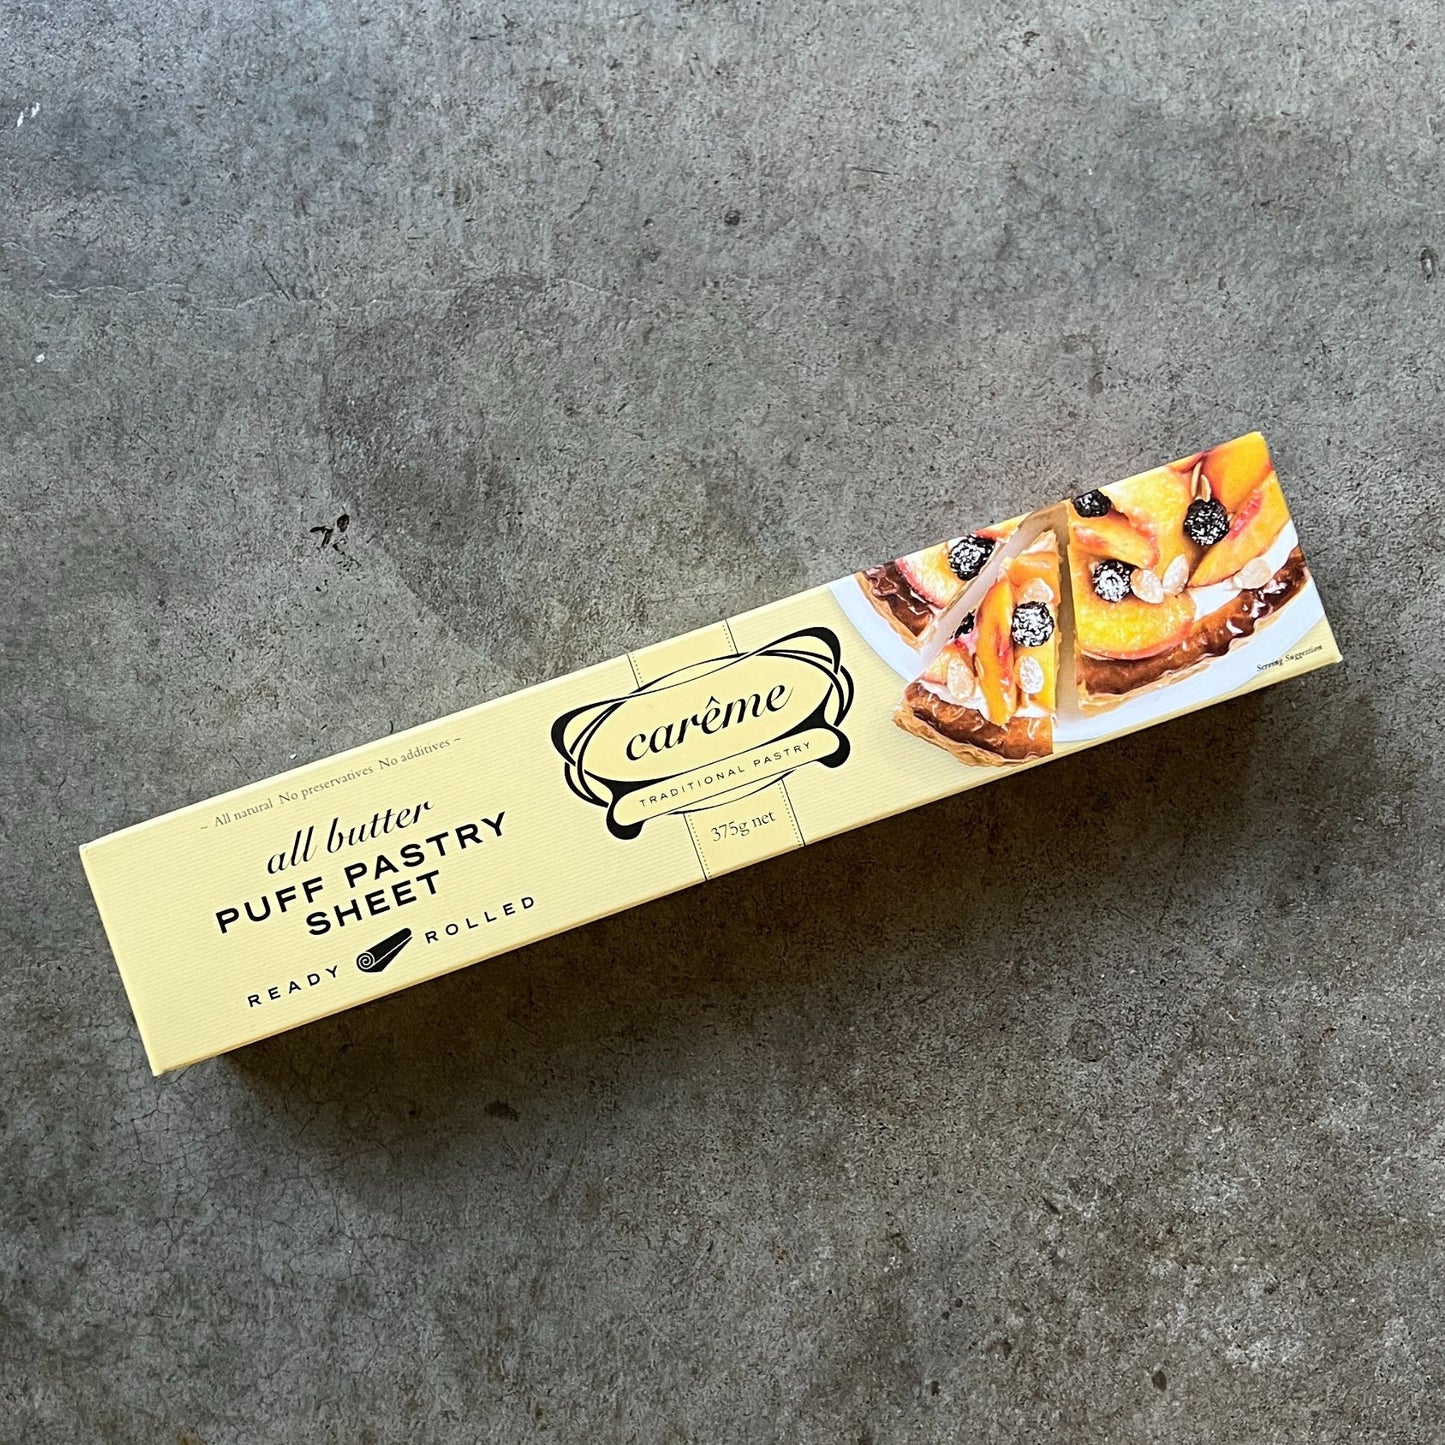 ~ All natural No preservatives No additives ~
all butter
PUFF PASTRY
SHEET
READY ROLLED
carême
TRADITIONAL PASTRY
375g net
Serving Suggestion